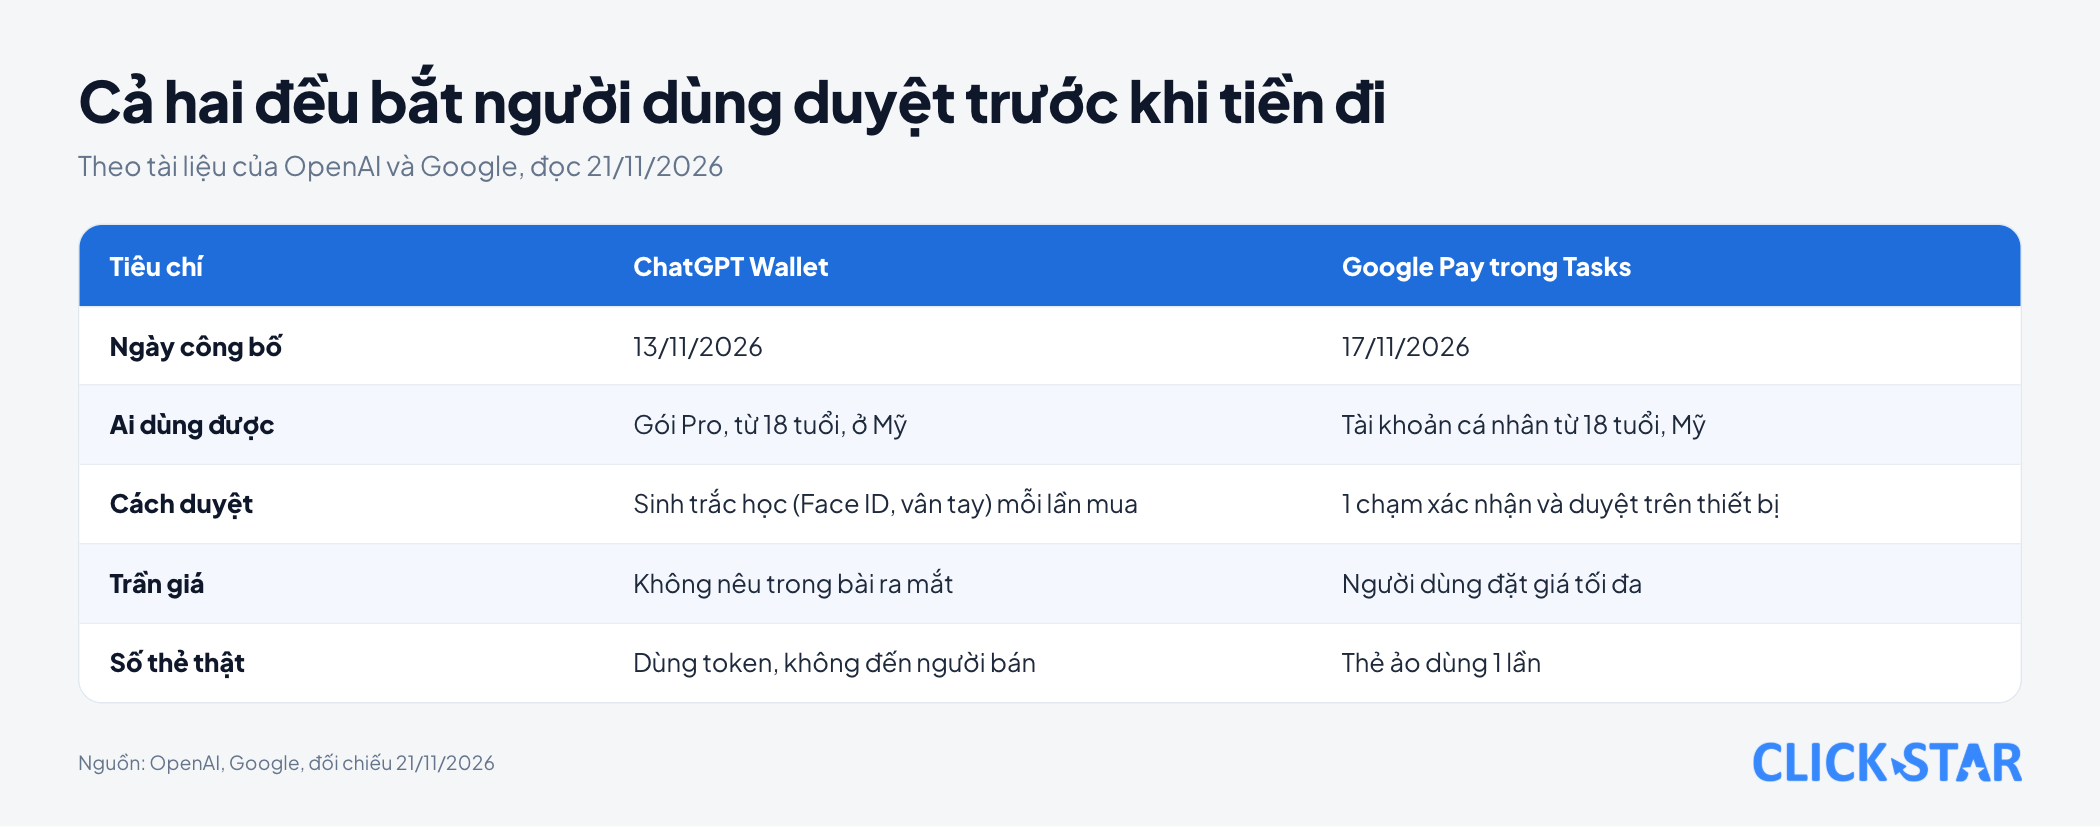 Cả hai đều bắt người dùng duyệt trước khi tiền đi
Theo tài liệu của OpenAI và Google, đọc 21/11/2026
Tiêu chí ChatGPT Wallet Google Pay trong Tasks
Ngày công bố 13/11/2026 17/11/2026
Ai dùng được Gói Pro, từ 18 tuổi, ở Mỹ Tài khoản cá nhân từ 18 tuổi, Mỹ
Cách duyệt Sinh trắc học (Face ID, vân tay) mỗi lần mua 1 chạm xác nhận và duyệt trên thiết bị
Trần giá Không nêu trong bài ra mắt Người dùng đặt giá tối đa
Số thẻ thật Dùng token, không đến người bán Thẻ ảo dùng 1 lần
Nguồn: OpenAI, Google, đối chiếu 21/11/2026
CLICK STAR